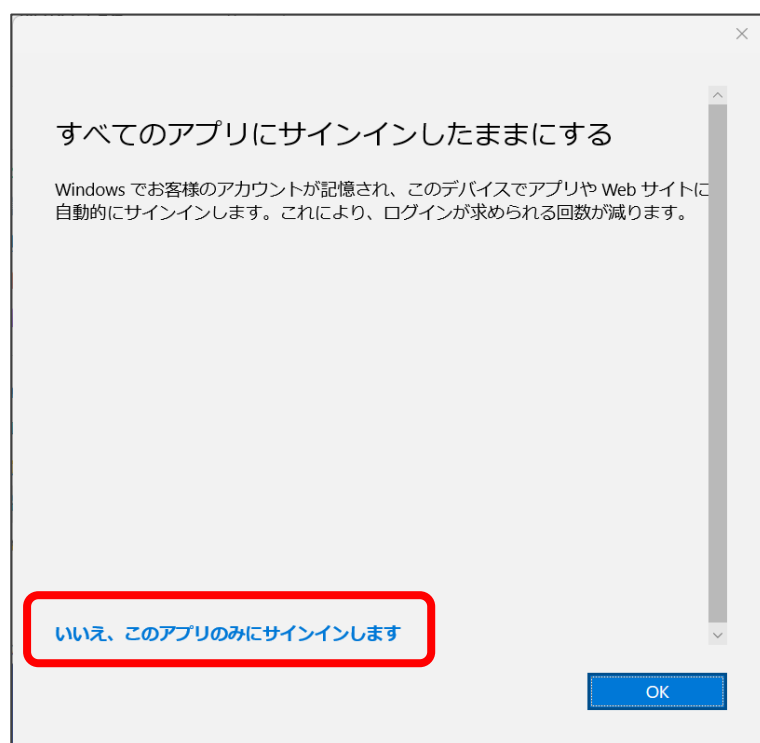 すべてのアプリにサインインしたままにする
Windows でお客様のアカウントが記憶され、このデバイスでアプリや Web サイトに
自動的にサインインします。これにより、ログインが求められる回数が減ります。
いいえ、このアプリのみにサインインします
OK